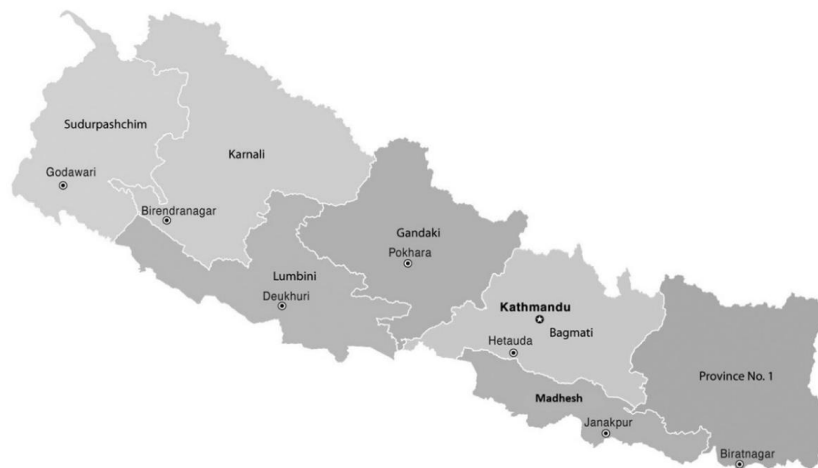 Sudurpashchim
Karnali
Godawari
Birendranagar
Gandaki
Pokhara
Lumbini
Deukhuri
Kathmandu
Bagmati
Hetauda
Province No. 1
Madhesh
Janakpur
Biratnagar